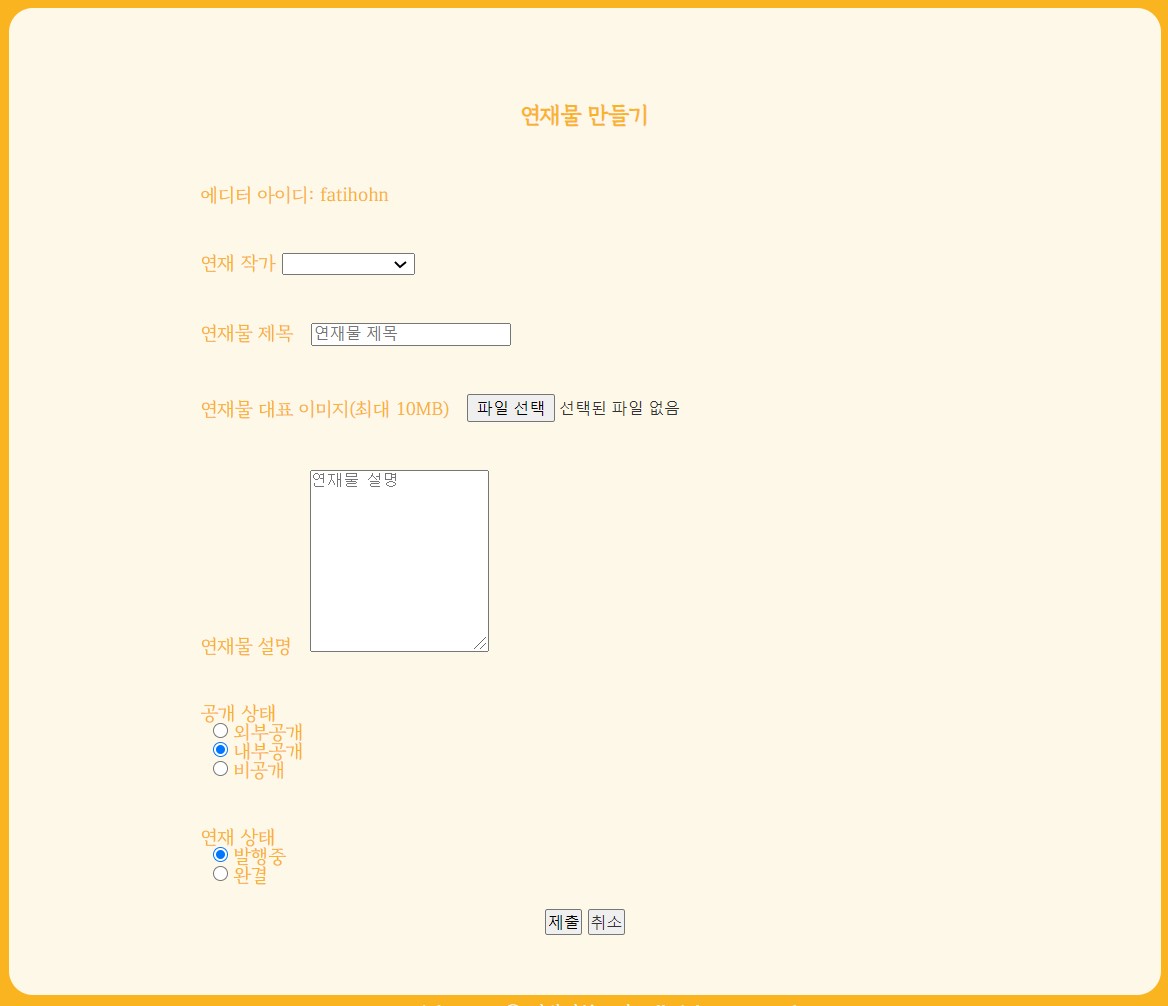 연재물 만들기
에디터 아이디: fatihohn
연재 작가
연재물 제목 연재물 제목
연재물 대표 이미지(최대 10MB) 파일 선택 선택된 파일 없음
연재물 설명
연재물 설명
공개 상태
외부공개
내부공개
비공개
연재 상태
발행중
완결
제출 취소